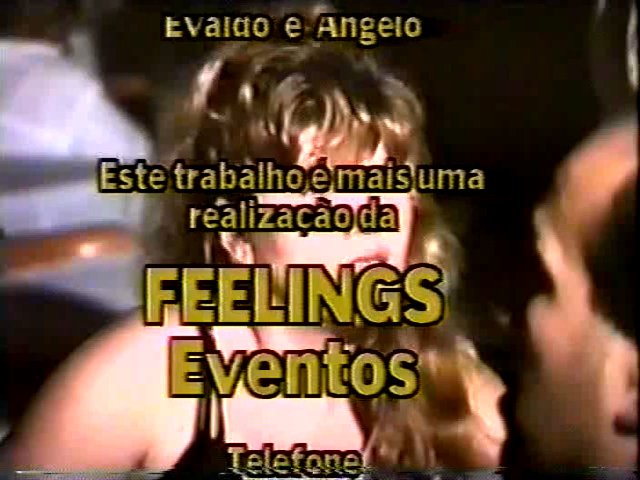 Evaldo e Angelo
Este trabalho é mais uma
realização da
FEELINGS
Eventos
Telefone